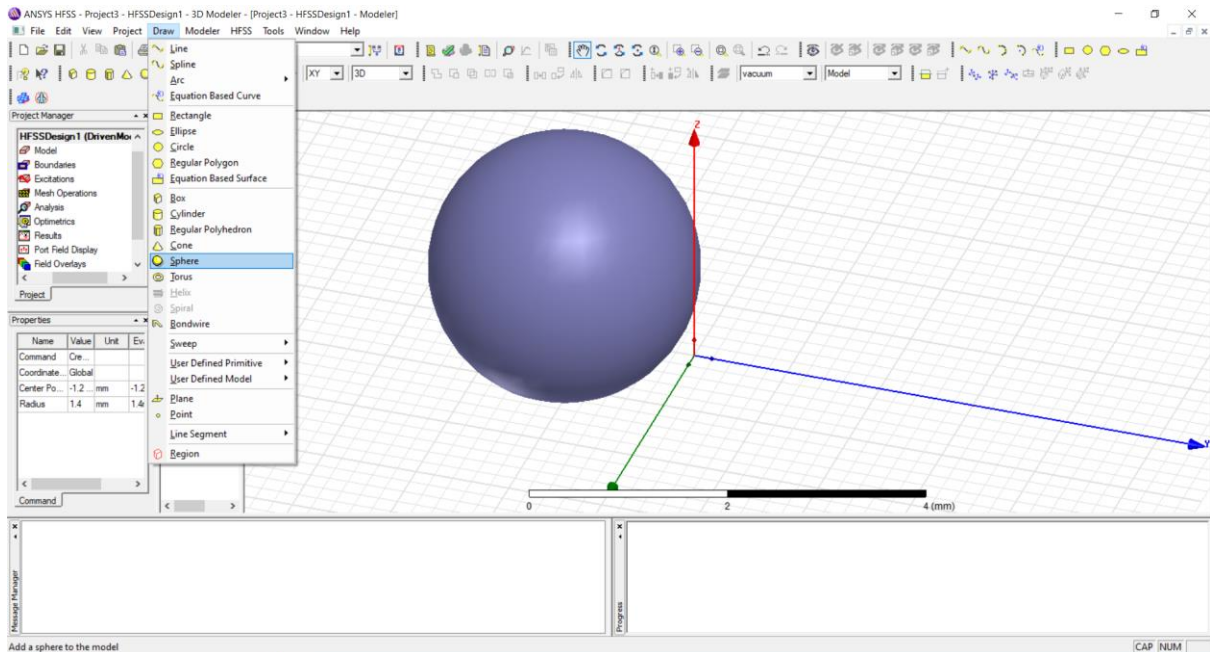 ANSYS HFSS - Project3 - HFSSDesign1 - 3D Modeler - [Project3 - HFSSDesign1 - Modeler]
File Edit View Project Draw Modeler HFSS Tools Window Help
XY 3D vacuum Model
Project Manager
HFSSDesign1 (DrivenMo
Model
Boundaries
Excitations
Mesh Operations
Analysis
Optimetrics
Results
Port Field Display
Field Overlays
Project
Properties
Name Value Unit Ev
Command Cre...
Coordinate... Global
Center Po... -1.2 ... mm -1.2
Radius 1.4 mm
Command
Line
Spline
Arc
Equation Based Curve
Rectangle
Ellipse
Circle
Regular Polygon
Equation Based Surface
Box
Cylinder
Regular Polyhedron
Cone
Sphere
Torus
Helix
Spiral
Bondwire
Sweep
User Defined Primitive
User Defined Model
Plane
Point
Line Segment
Region
Z
Y
0 2 4 (mm)
Message Manager
Progress
Add a sphere to the model
CAP NUM